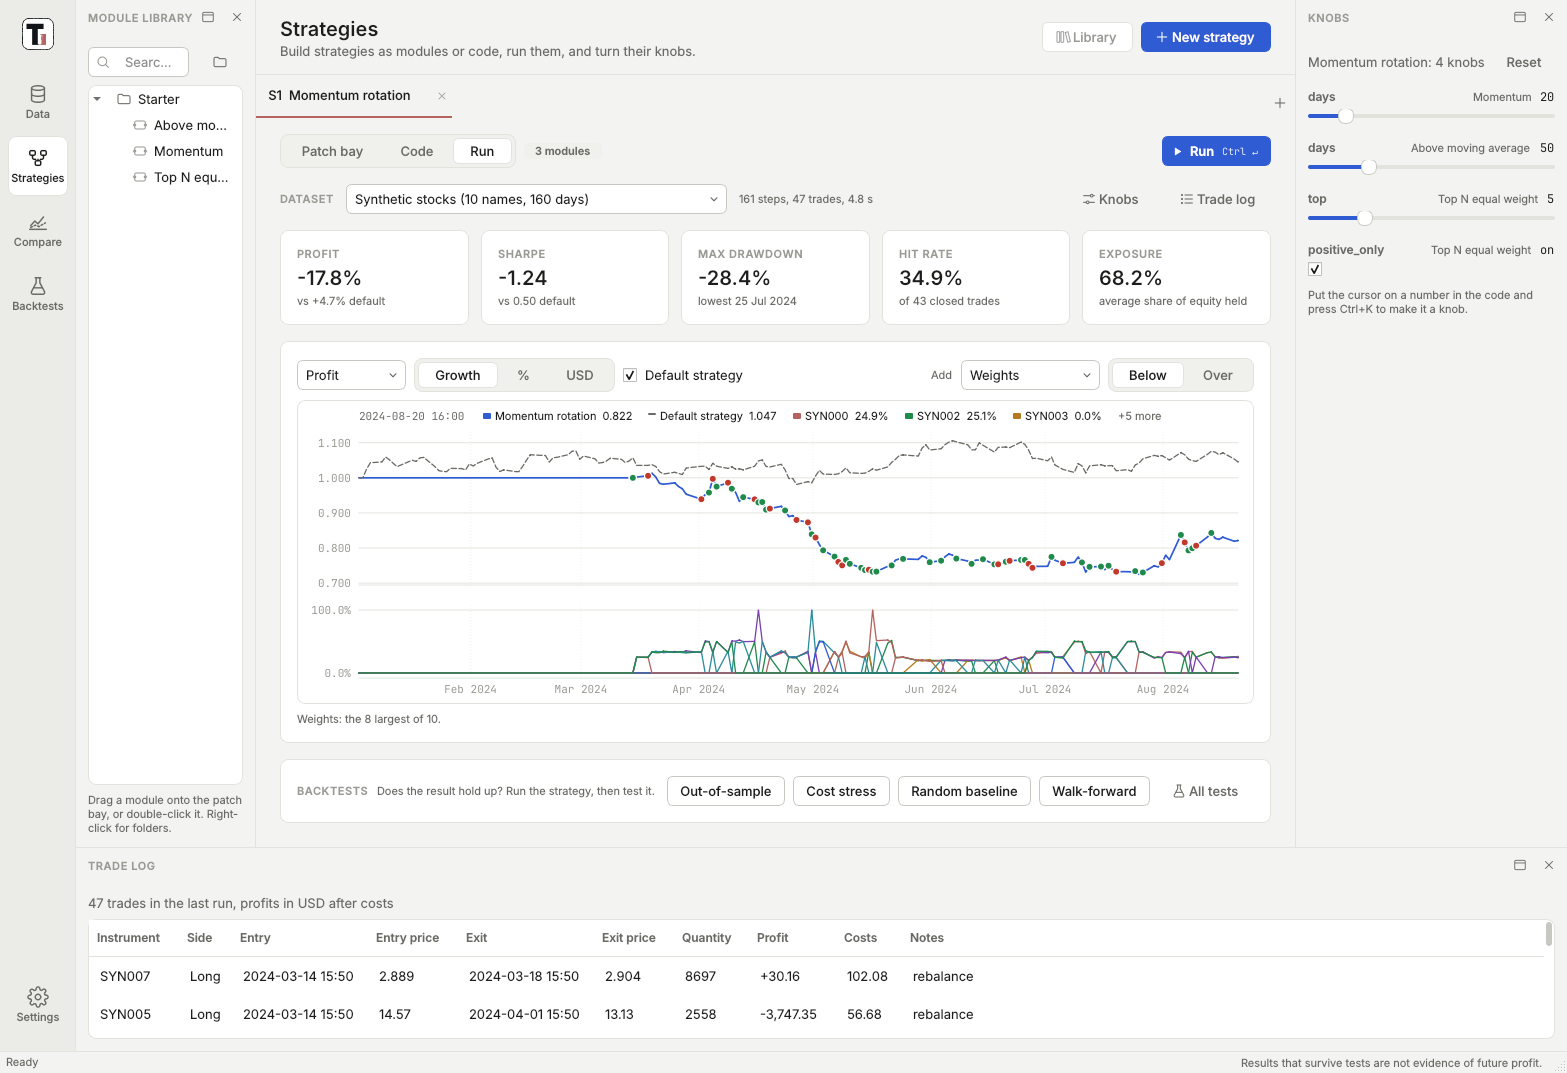 MODULE LIBRARY
Searc...
Starter
Above mo...
Momentum
Top N equ...
Drag a module onto the patch
bay, or double-click it. Right-
click for folders.
Data
Strategies
Compare
Backtests
Settings
Strategies
Build strategies as modules or code, run them, and turn their knobs.
Library
+ New strategy
S1 Momentum rotation
Patch bay Code Run 3 modules
Run Ctrl ↵
DATASET Synthetic stocks (10 names, 160 days) 161 steps, 47 trades, 4.8 s
Knobs Trade log
PROFIT
-17.8%
vs +4.7% default
SHARPE
-1.24
vs 0.50 default
MAX DRAWDOWN
-28.4%
lowest 25 Jul 2024
HIT RATE
34.9%
of 43 closed trades
EXPOSURE
68.2%
average share of equity held
Profit Growth % USD Default strategy Add Weights Below Over
2024-08-20 16:00 Momentum rotation 0.822 Default strategy 1.047 SYN000 24.9% SYN002 25.1% SYN003 0.0% +5 more
1.100
1.000
0.900
0.800
0.700
100.0%
0.0%
Feb 2024 Mar 2024 Apr 2024 May 2024 Jun 2024 Jul 2024 Aug 2024
Weights: the 8 largest of 10.
BACKTESTS Does the result hold up? Run the strategy, then test it. Out-of-sample Cost stress Random baseline Walk-forward All tests
KNOBS
Momentum rotation: 4 knobs Reset
days Momentum 20
days Above moving average 50
top Top N equal weight 5
positive_only Top N equal weight on
Put the cursor on a number in the code and
press Ctrl+K to make it a knob.
TRADE LOG
47 trades in the last run, profits in USD after costs
Instrument Side Entry Entry price Exit Exit price Quantity Profit Costs Notes
SYN007 Long 2024-03-14 15:50 2.889 2024-03-18 15:50 2.904 8697 +30.16 102.08 rebalance
SYN005 Long 2024-03-14 15:50 14.57 2024-04-01 15:50 13.13 2558 -3,747.35 56.68 rebalance
Ready
Results that survive tests are not evidence of future profit.